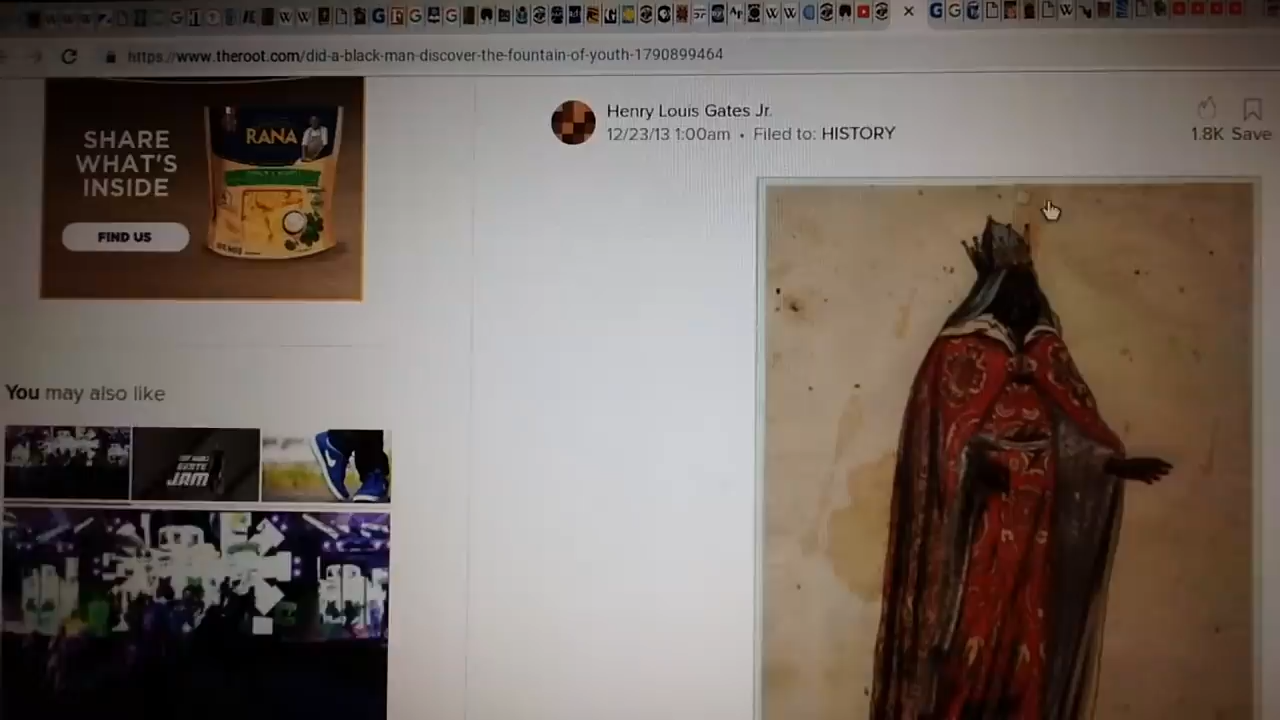 https://www.theroot.com/did-a-black-man-discover-the-fountain-of-youth-1790899464
SHARE
WHAT'S
INSIDE
FIND US
RANA
Henry Louis Gates Jr.
12/23/13 1:00am • Filed to: HISTORY
1.8K Save
You may also like
JAM